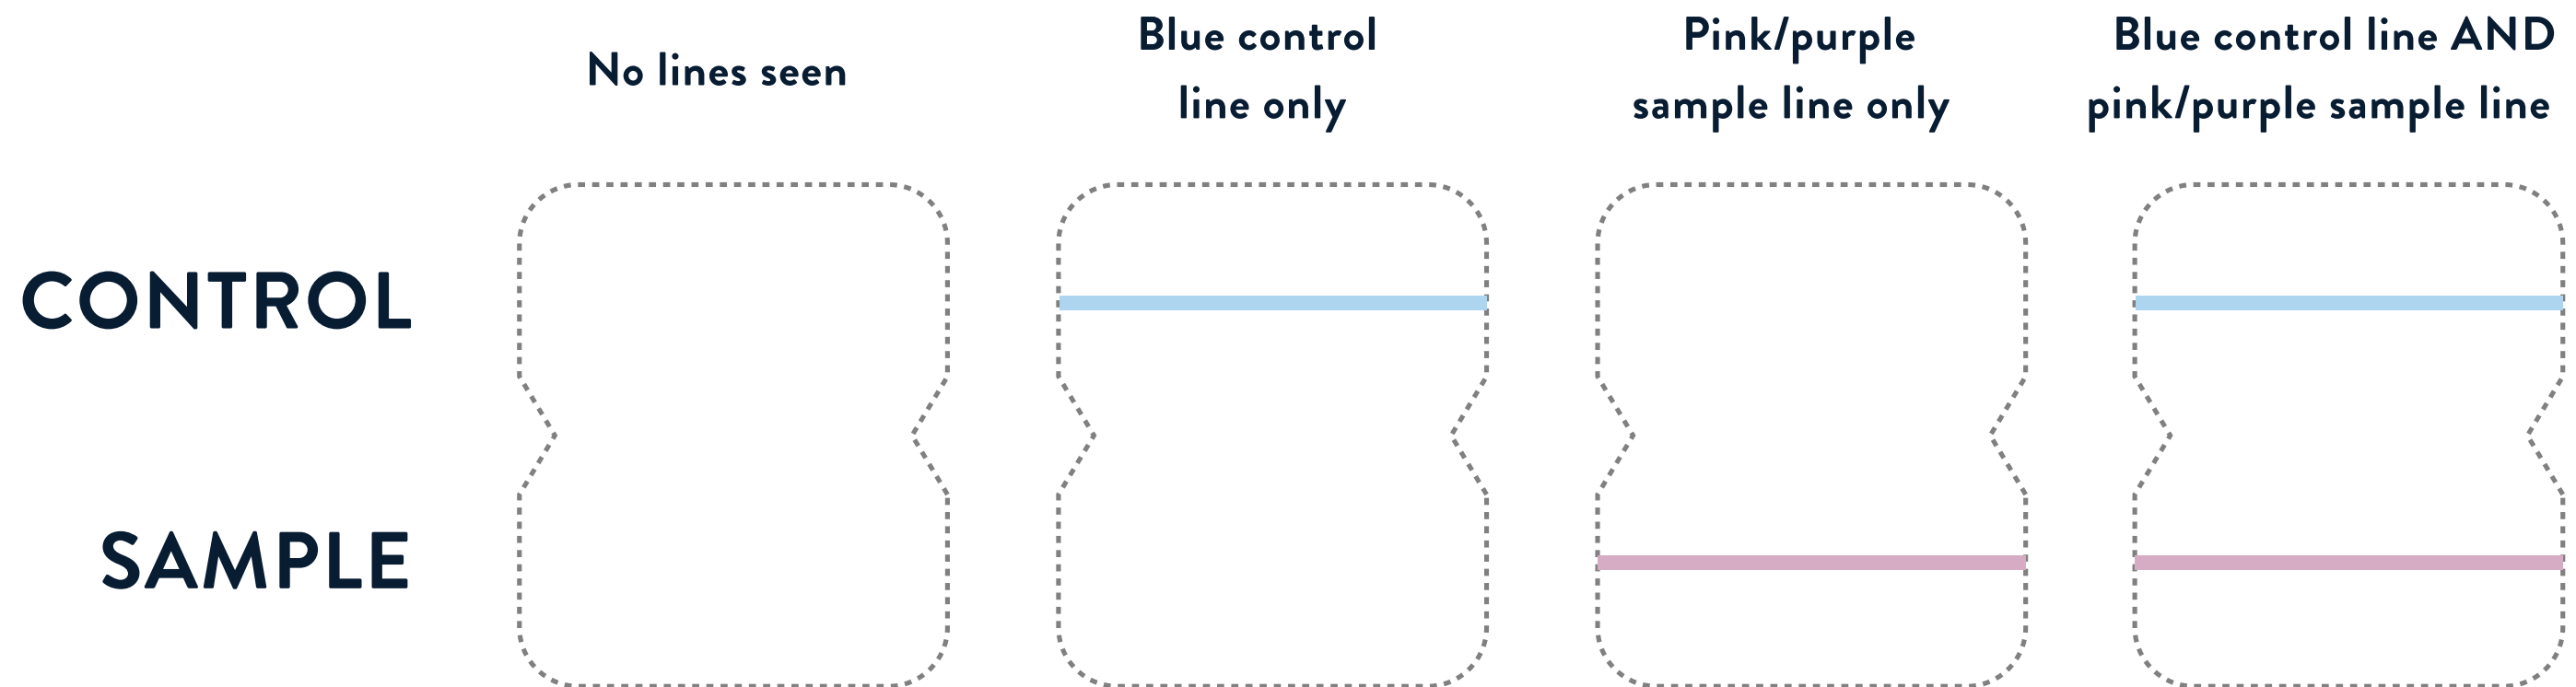 No lines seen
Blue control
line only
Pink/purple
sample line only
Blue control line AND
pink/purple sample line
CONTROL
SAMPLE